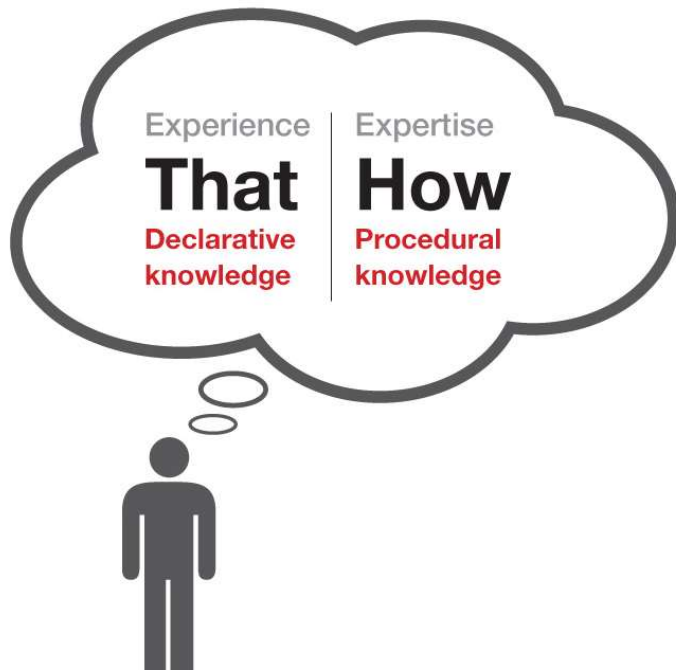 Experience
That
Declarative
knowledge
Expertise
How
Procedural
knowledge